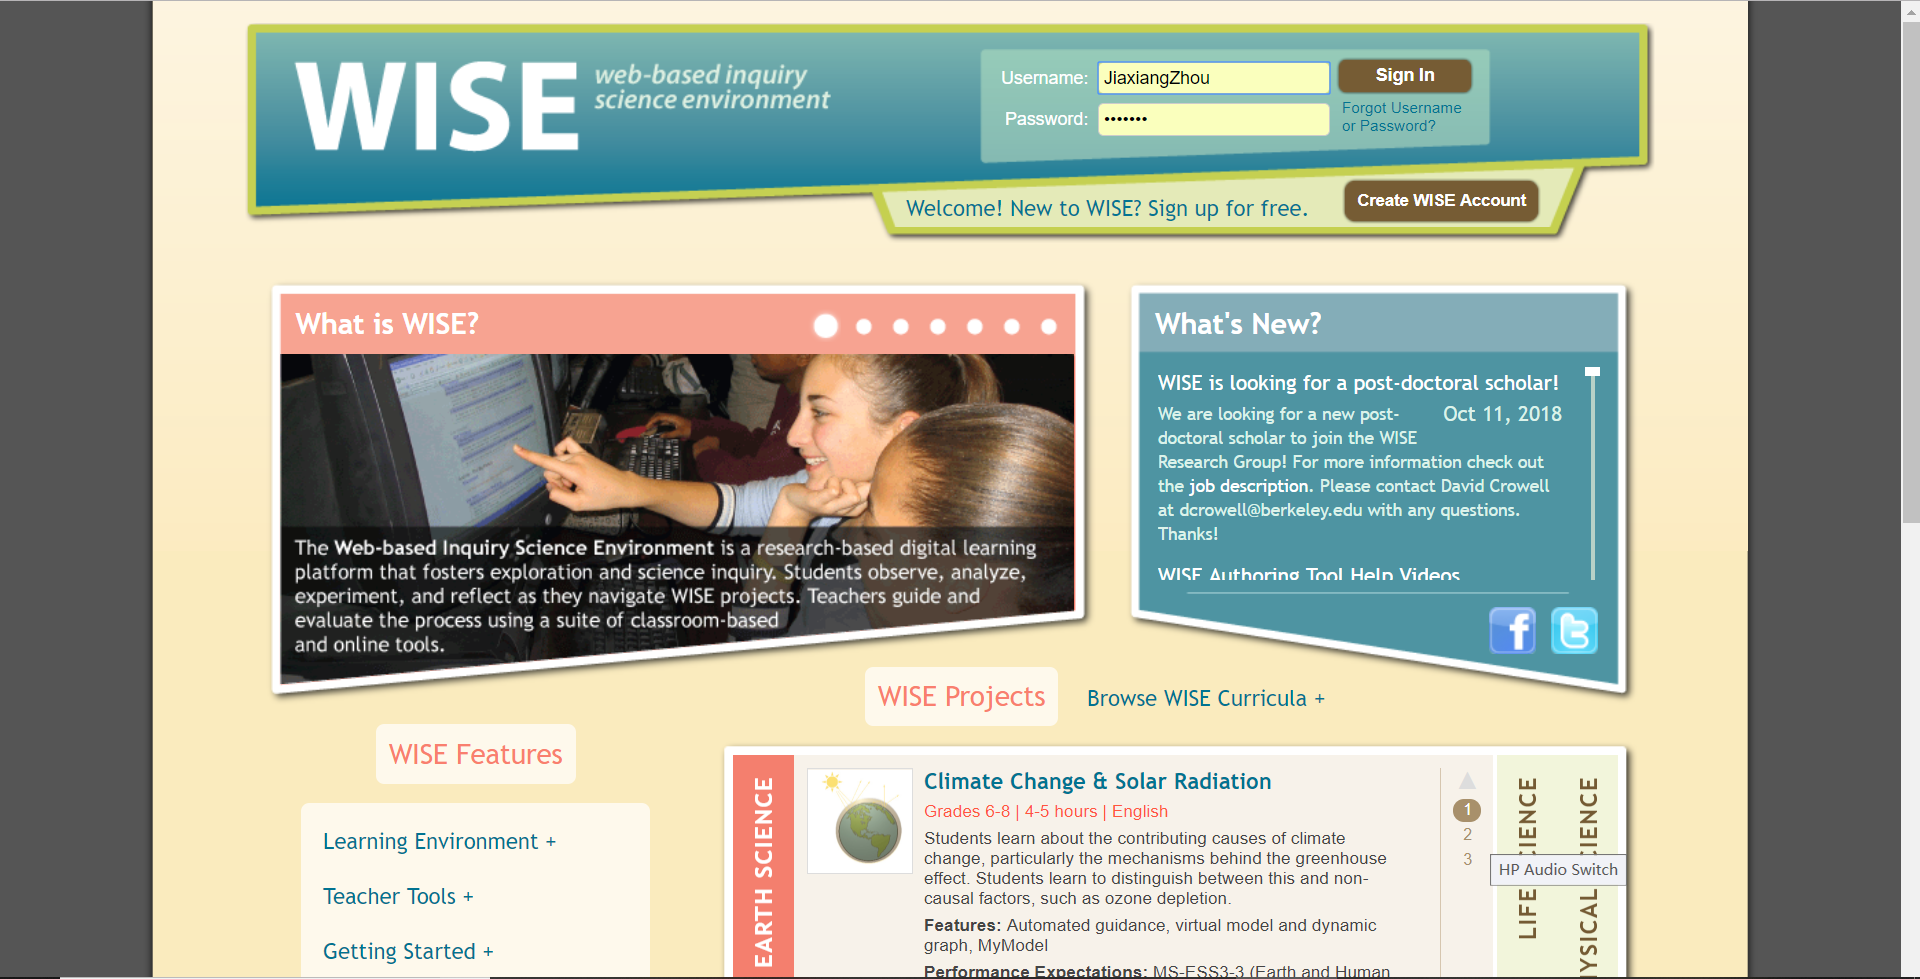 WISE
web-based inquiry
science environment
Username:
JiaxiangZhou
Sign In
Password:
•••••••
Forgot Username
or Password?
Welcome! New to WISE? Sign up for free.
Create WISE Account
What is WISE?
The Web-based Inquiry Science Environment is a research-based digital learning
platform that fosters exploration and science inquiry. Students observe, analyze,
experiment, and reflect as they navigate WISE projects. Teachers guide and
evaluate the process using a suite of classroom-based
and online tools.
What's New?
WISE is looking for a post-doctoral scholar!
Oct 11, 2018
We are looking for a new post-
doctoral scholar to join the WISE
Research Group! For more information check out
the job description. Please contact David Crowell
at dcrowell@berkeley.edu with any questions.
Thanks!
WISE Authoring Tool Help Videos
f
t
WISE Features
Learning Environment +
Teacher Tools +
Getting Started +
WISE Projects
Browse WISE Curricula +
EARTH SCIENCE
Climate Change & Solar Radiation
Grades 6-8 | 4-5 hours | English
Students learn about the contributing causes of climate
change, particularly the mechanisms behind the greenhouse
effect. Students learn to distinguish between this and non-
causal factors, such as ozone depletion.
Features: Automated guidance, virtual model and dynamic
graph, MyModel
Performance Expectations: MS-ESS3-3 (Earth and Human
1
2
3
LIFE
IENCE
YSICAL
IENCE
HP Audio Switch